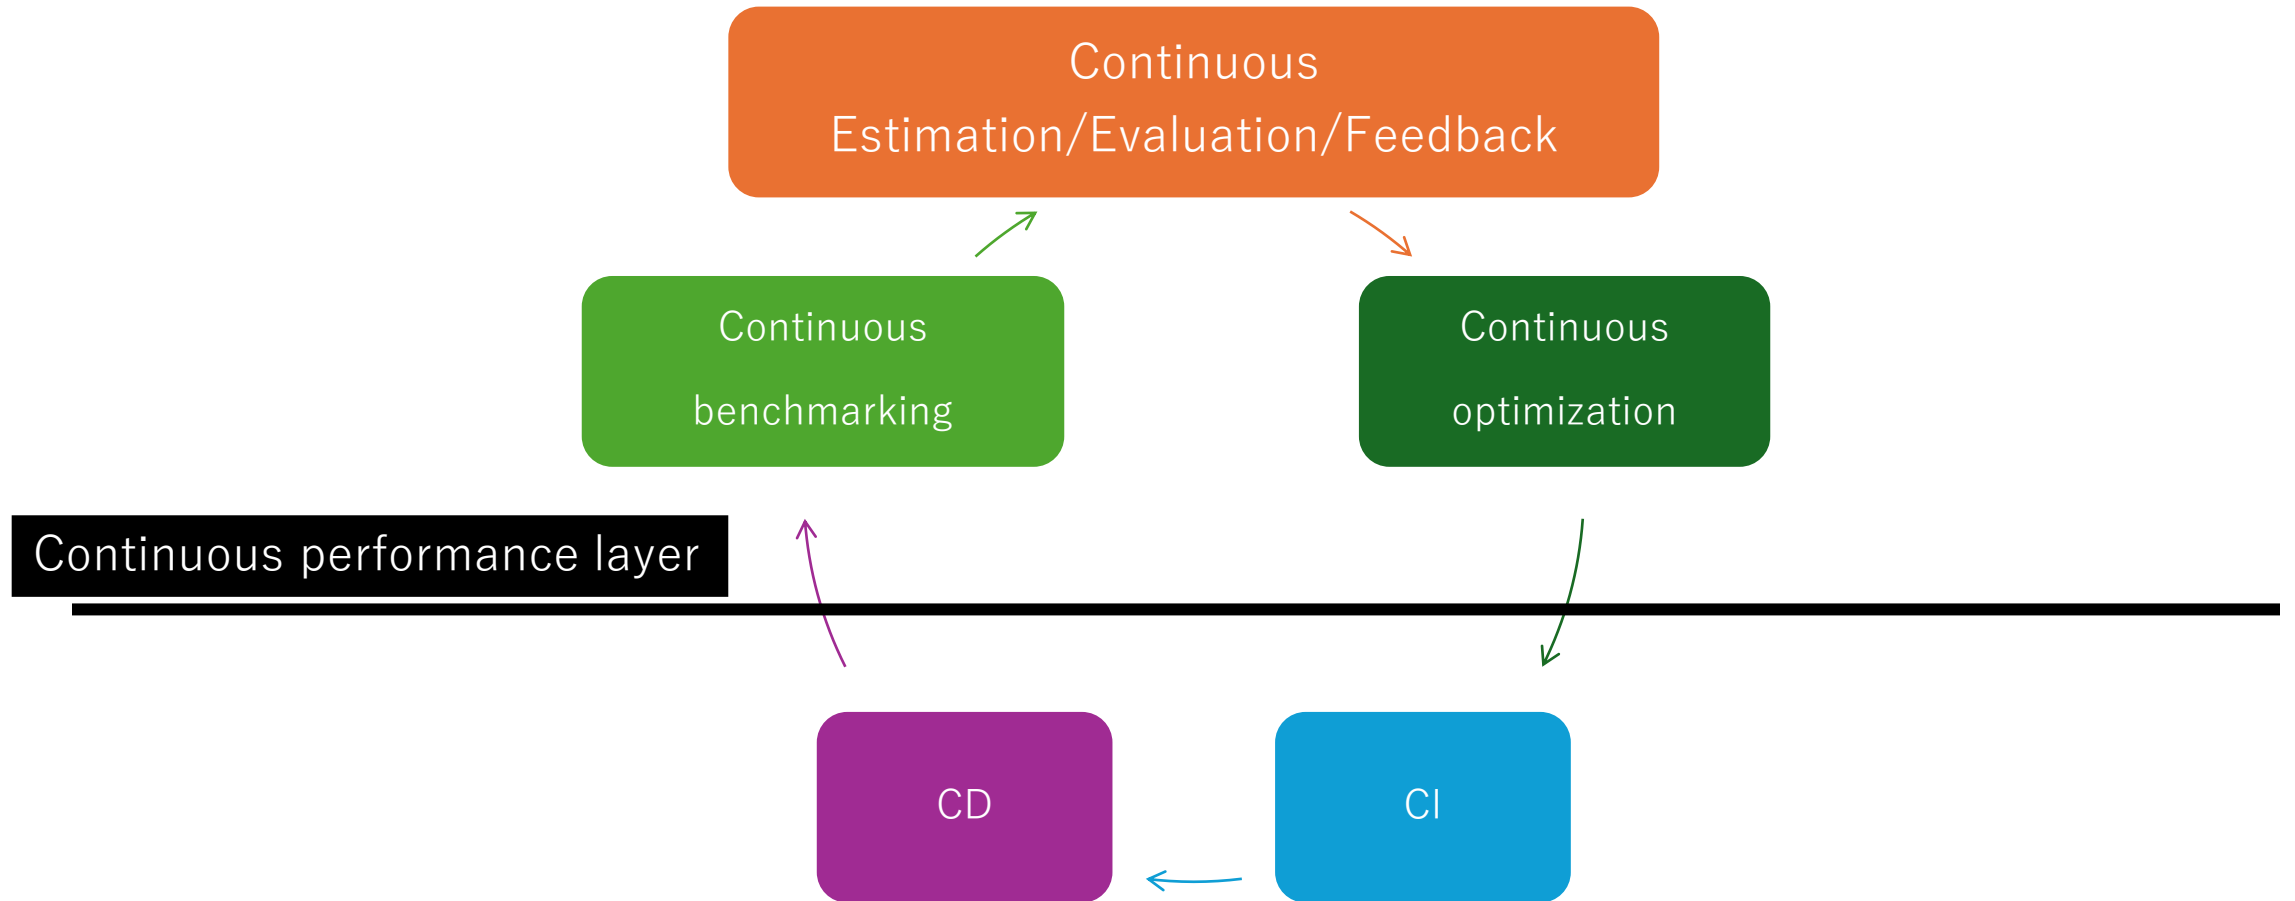 Continuous
Estimation/Evaluation/Feedback
Continuous
benchmarking
Continuous
optimization
Continuous performance layer
CD
CI